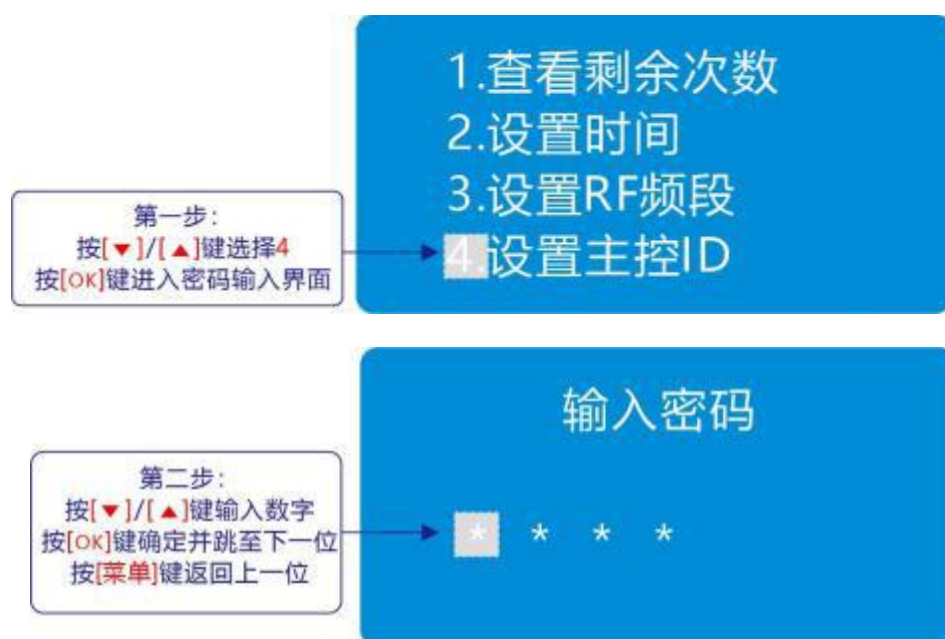 1.查看剩余次数
2.设置时间
3.设置RF频段
4.设置主控ID
第一步:
按[▼]/[▲]键选择4
按[OK]键进入密码输入界面
输入密码
* * * *
第二步:
按[▼]/[▲]键输入数字
按[OK]键确定并跳至下一位
按[菜单]键返回上一位